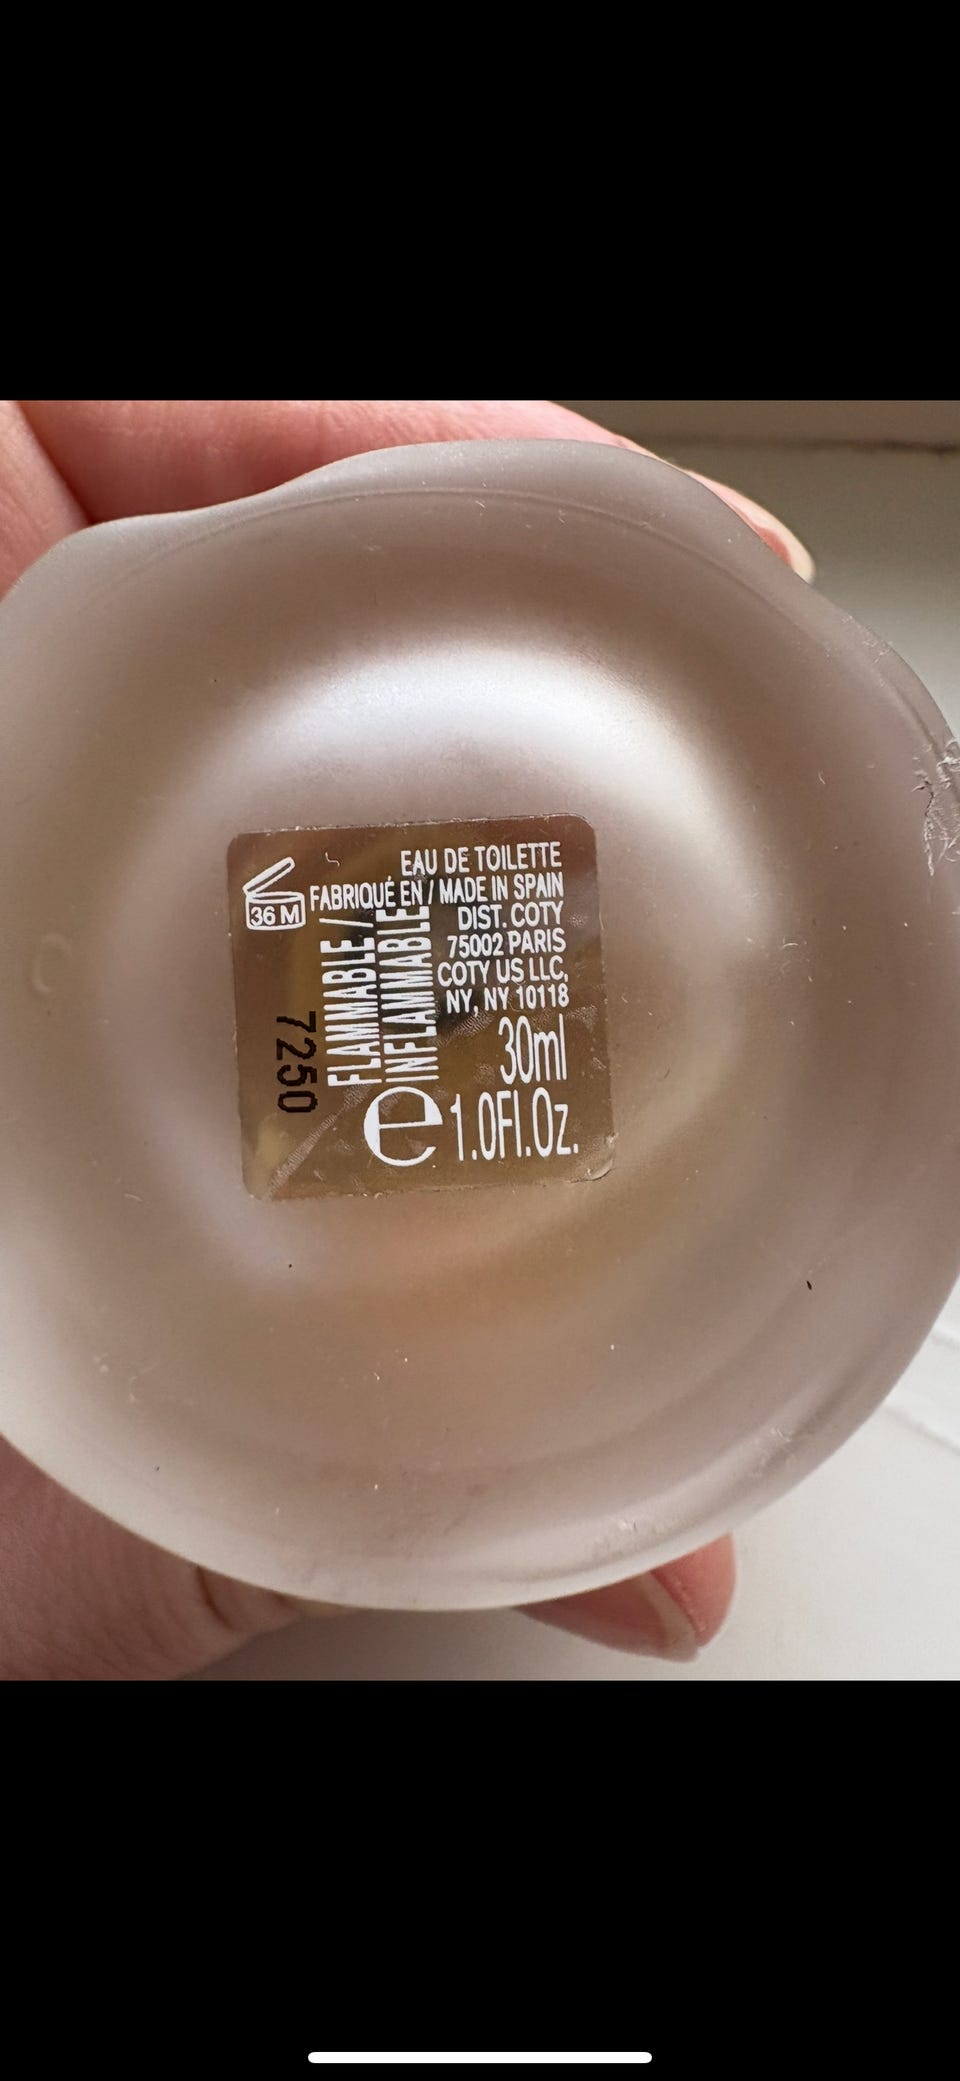 EAU DE TOILETTE
36 M
FABRIQUÉ EN / MADE IN SPAIN
DIST. COTY
75002 PARIS
COTY US LLC,
NY, NY 10118
FLAMMABLE /
INFLAMMABLE
7250
30ml
e 1.0Fl.Oz.